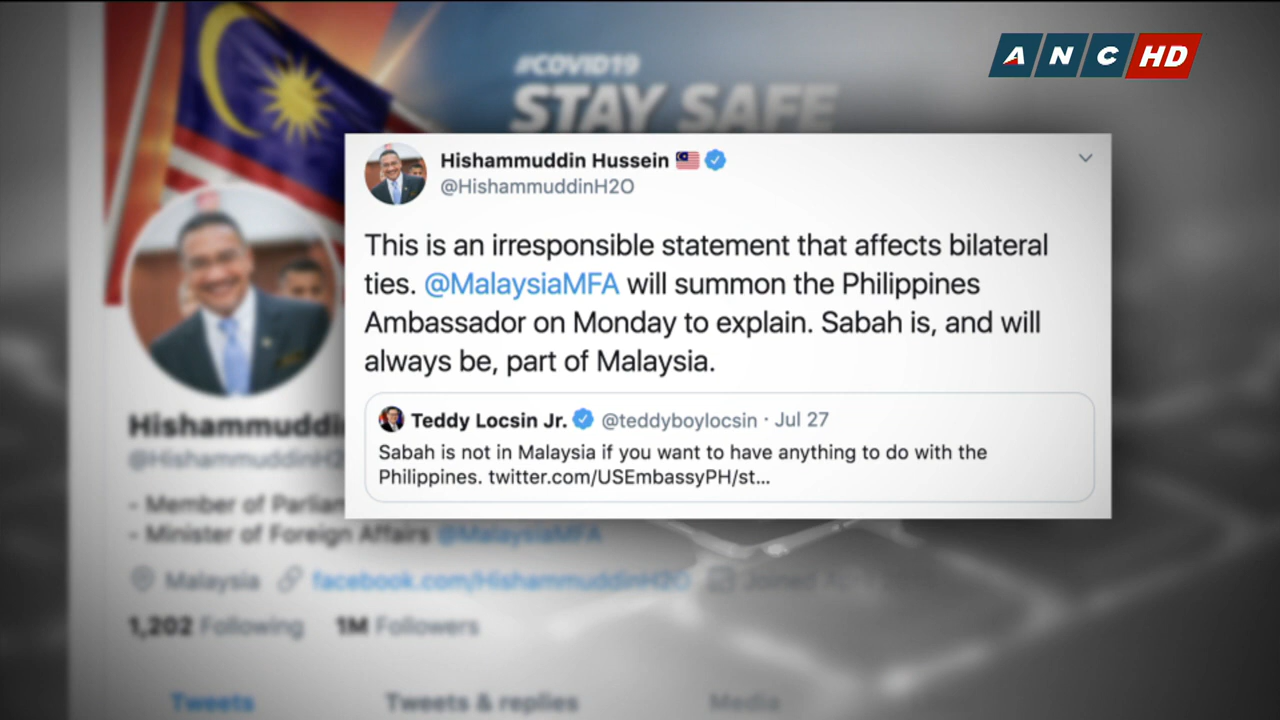 ANC HD
#COVID19
STAY SAFE
Hishammuddin Hussein
@HishammuddinH2O
This is an irresponsible statement that affects bilateral
ties. @MalaysiaMFA will summon the Philippines
Ambassador on Monday to explain. Sabah is, and will
always be, part of Malaysia.
Teddy Locsin Jr. @teddyboylocsin · Jul 27
Sabah is not in Malaysia if you want to have anything to do with the
Philippines. twitter.com/USEmbassyPH/st...
Hishammuddi
@HishammuddinH2
- Member of Parliam
- Minister of Foreign Affairs @MalaysiaMFA
Malaysia facebook.com/HishammuddinH2O Joined
1,202 Following 1M Followers
Tweets Tweets & replies Media